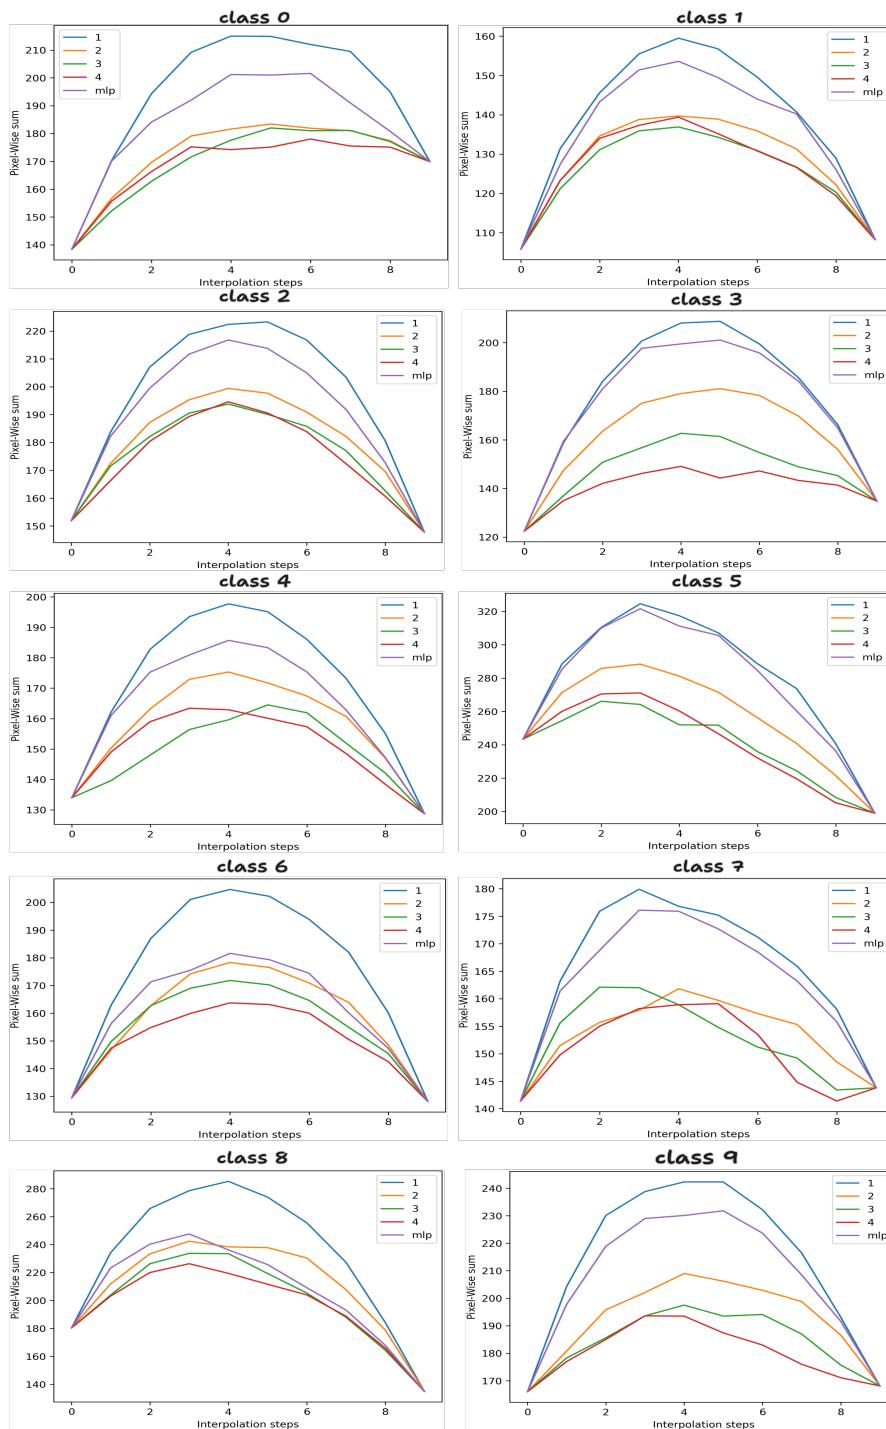 class 0
Pixel-Wise sum
210
200
190
180
170
160
150
140
1
2
3
4
mlp
0 2 4 6 8
Interpolation steps
class 1
Pixel-Wise sum
160
150
140
130
120
110
1
2
3
4
mlp
0 2 4 6 8
Interpolation steps
class 2
Pixel-Wise sum
220
210
200
190
180
170
160
150
1
2
3
4
mlp
0 2 4 6 8
Interpolation steps
class 3
Pixel-Wise sum
200
180
160
140
120
1
2
3
4
mlp
0 2 4 6 8
Interpolation steps
class 4
Pixel-Wise sum
200
190
180
170
160
150
140
130
1
2
3
4
mlp
0 2 4 6 8
Interpolation steps
class 5
Pixel-Wise sum
320
300
280
260
240
220
200
1
2
3
4
mlp
0 2 4 6 8
Interpolation steps
class 6
Pixel-Wise sum
200
190
180
170
160
150
140
130
1
2
3
4
mlp
0 2 4 6 8
Interpolation steps
class 7
Pixel-Wise sum
180
175
170
165
160
155
150
145
140
1
2
3
4
mlp
0 2 4 6 8
Interpolation steps
class 8
Pixel-Wise sum
280
260
240
220
200
180
160
140
1
2
3
4
mlp
0 2 4 6 8
Interpolation steps
class 9
Pixel-Wise sum
240
230
220
210
200
190
180
170
1
2
3
4
mlp
0 2 4 6 8
Interpolation steps